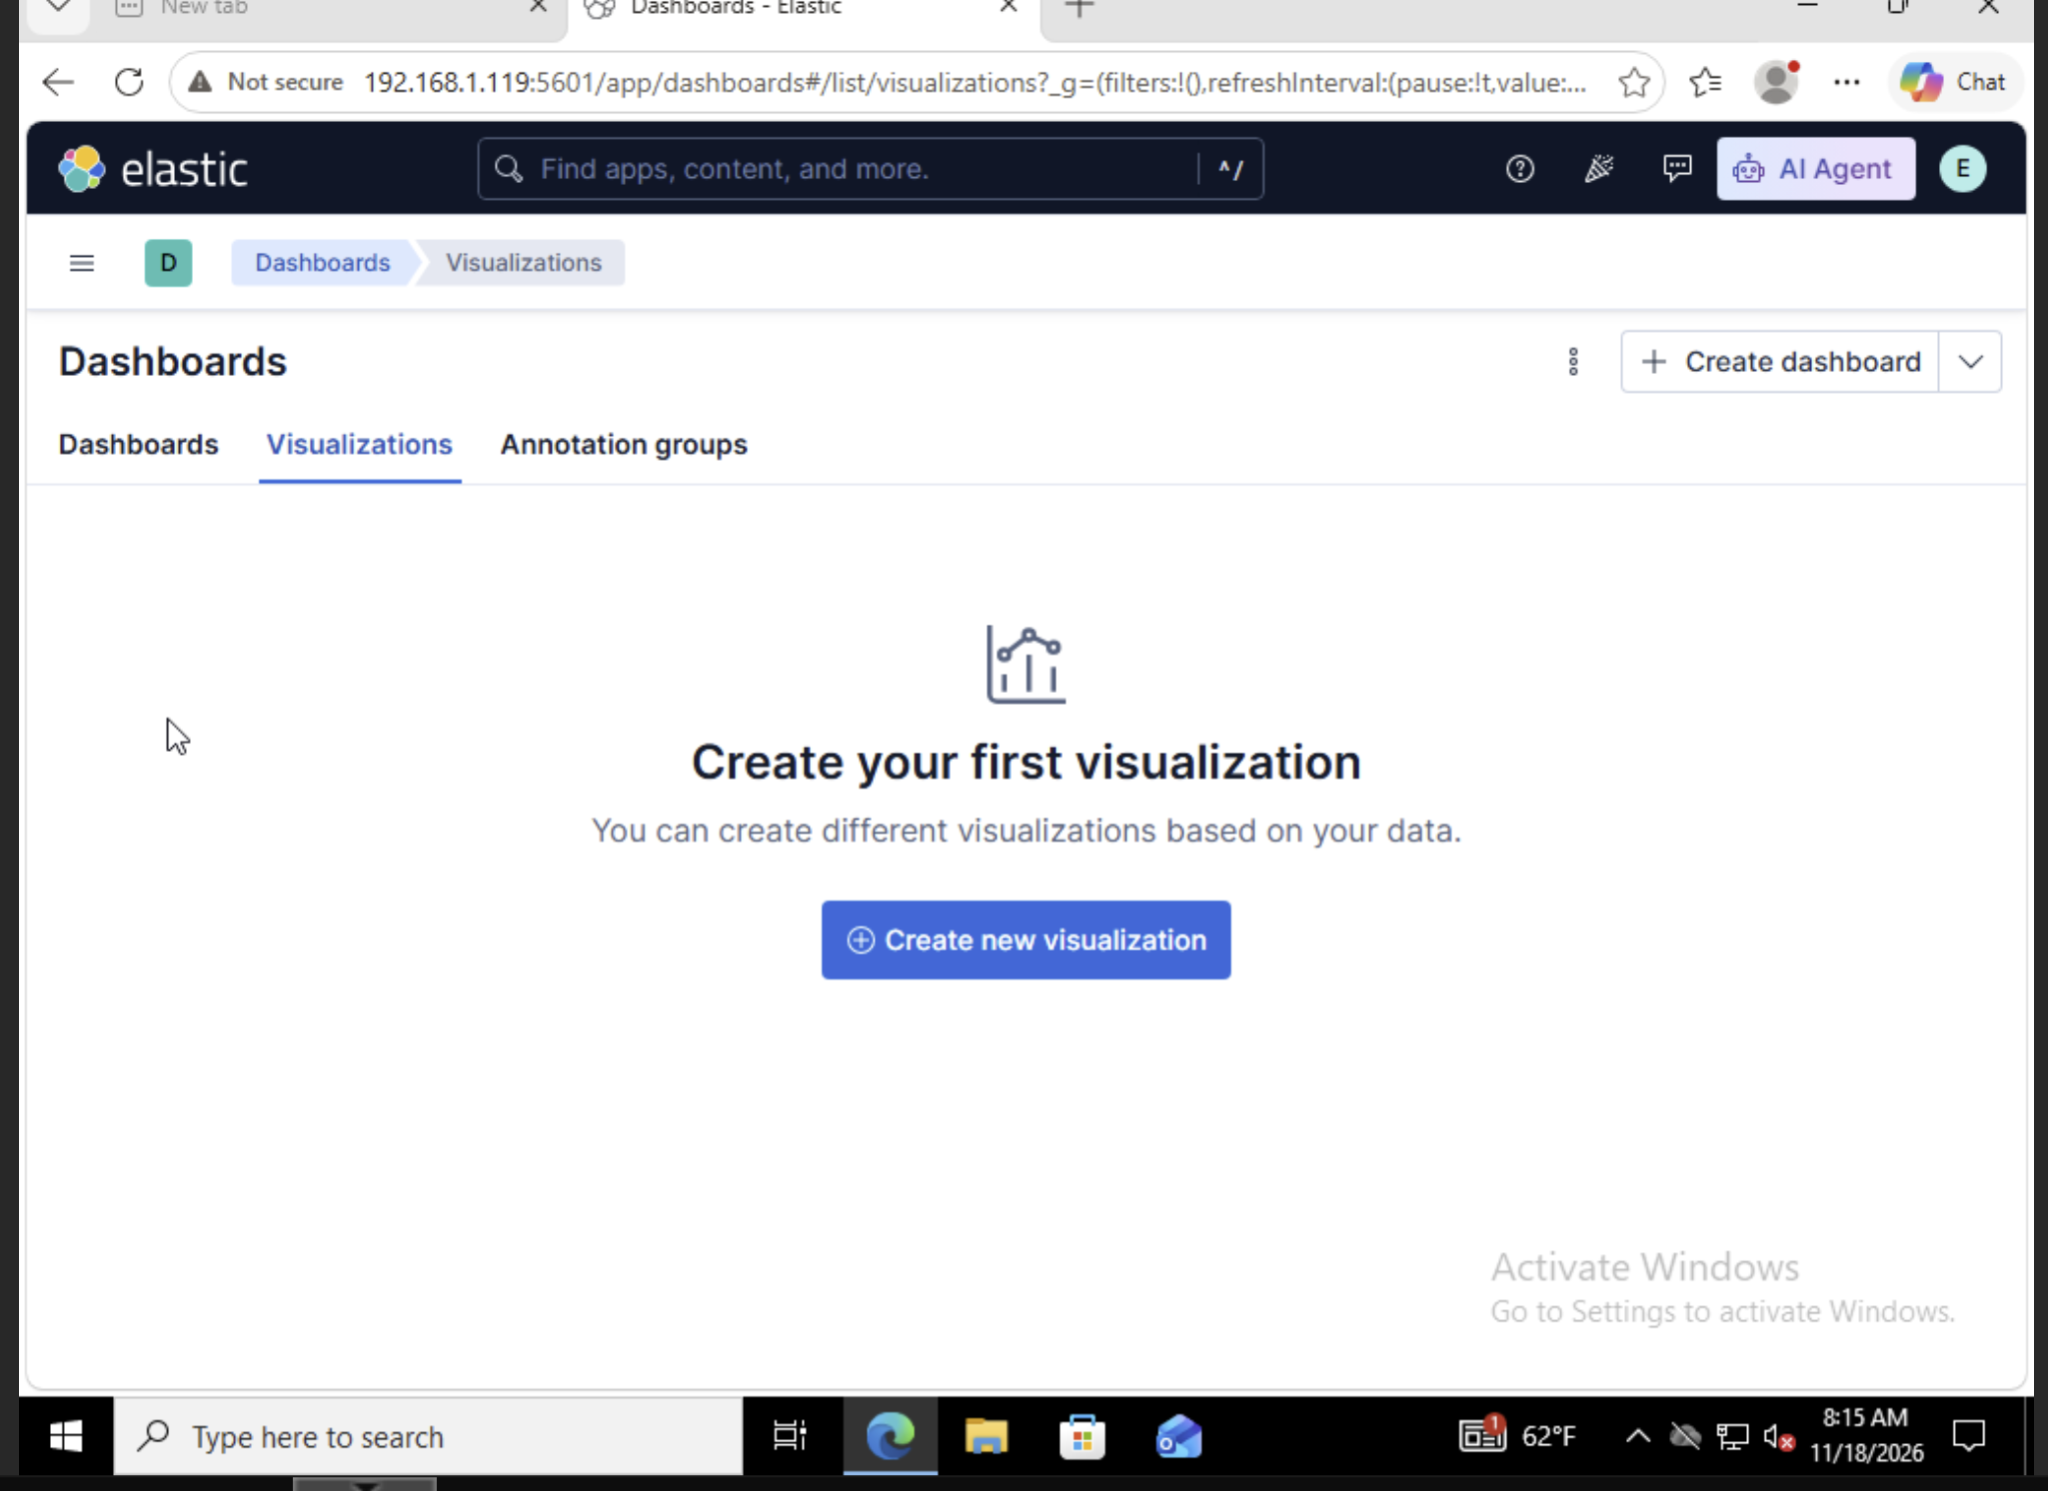 New tab
Dashboards - Elastic
Not secure 192.168.1.119:5601/app/dashboards#/list/visualizations?_g=(filters:!(),refreshInterval:(pause:!t,value:...
Chat
elastic
Find apps, content, and more.
^/
AI Agent
E
D
Dashboards
Visualizations
Dashboards
Create dashboard
Dashboards
Visualizations
Annotation groups
Create your first visualization
You can create different visualizations based on your data.
Create new visualization
Activate Windows
Go to Settings to activate Windows.
Type here to search
1
62°F
8:15 AM
11/18/2026